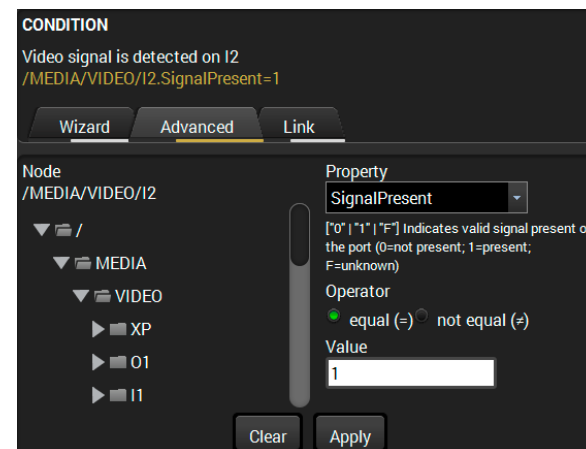 CONDITION
Video signal is detected on I2
/MEDIA/VIDEO/I2.SignalPresent=1
Wizard
Advanced
Link
Node
/MEDIA/VIDEO/I2
/
MEDIA
VIDEO
XP
O1
I1
Property
SignalPresent
["0" | "1" | "F"] Indicates valid signal present o
the port (0=not present; 1=present;
F=unknown)
Operator
equal (=) not equal (≠)
Value
1
Clear
Apply